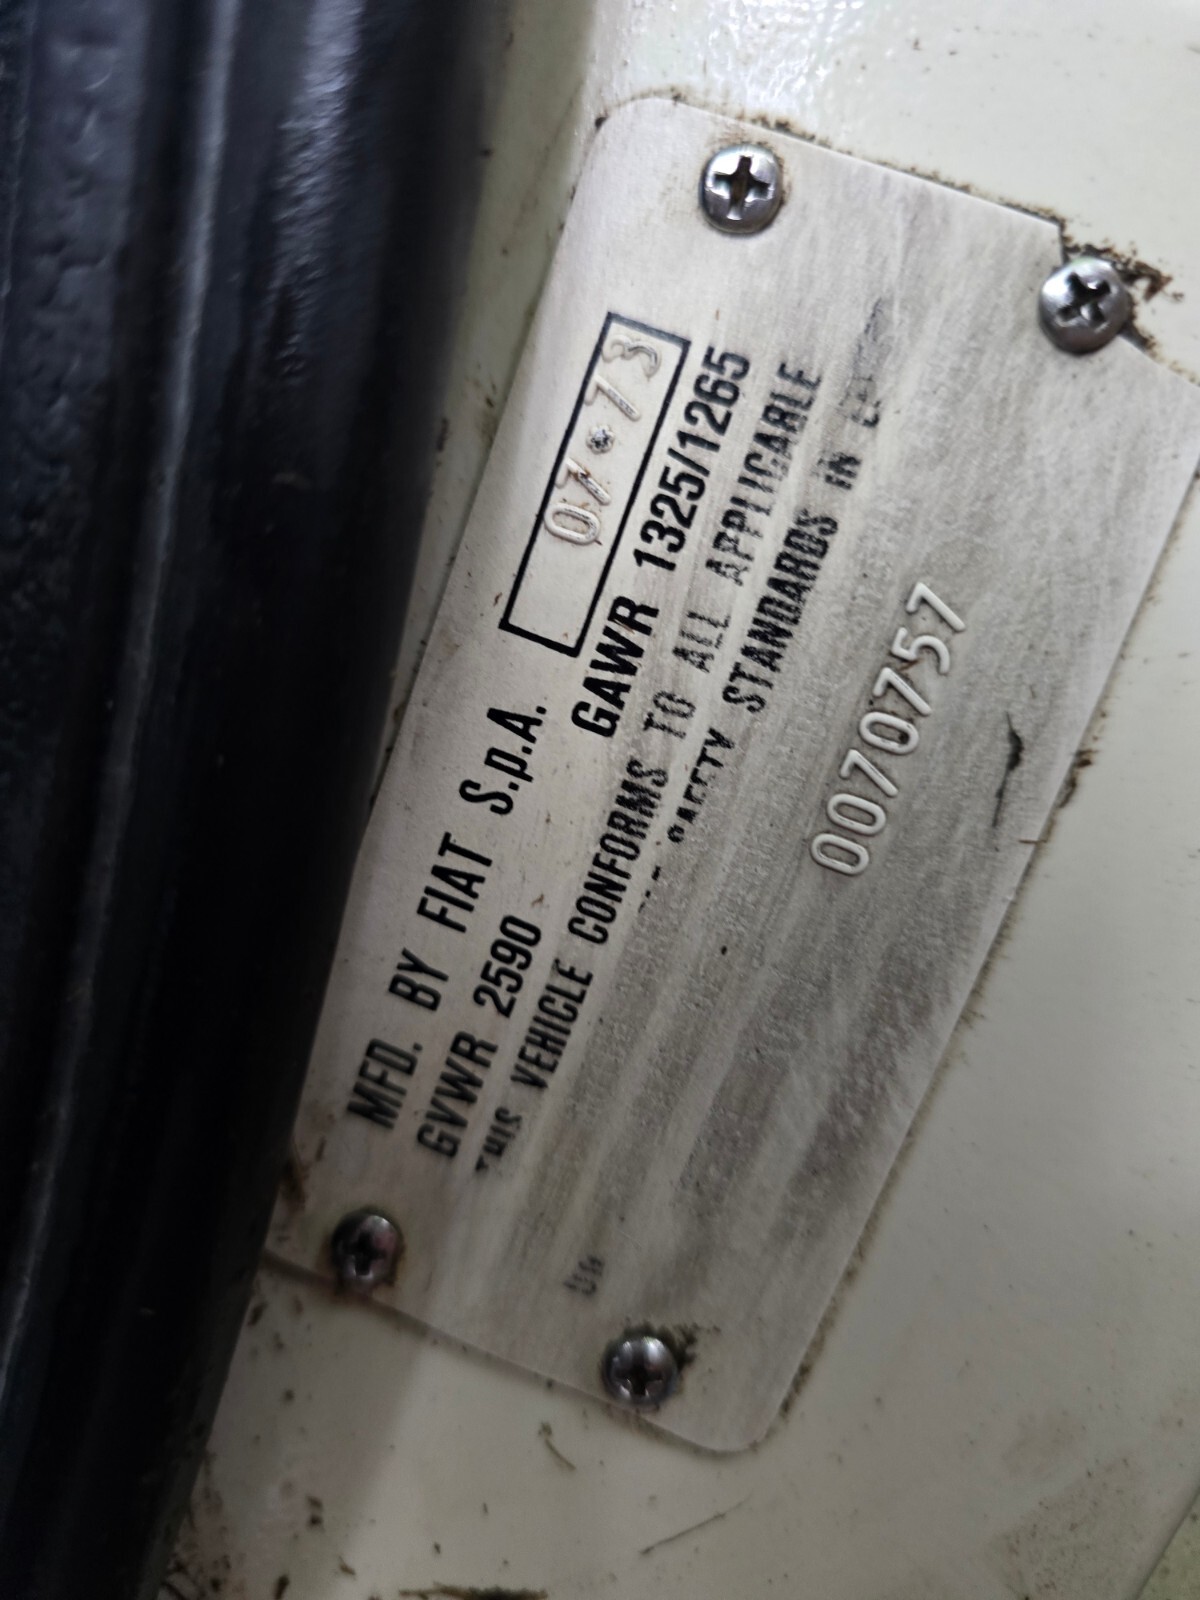 MFD. BY FIAT S.p.A. 07*73
GVWR 2590 GAWR 1325/1265
THIS VEHICLE CONFORMS TO ALL APPLICABLE
SAFETY STANDARDS IN
0070757